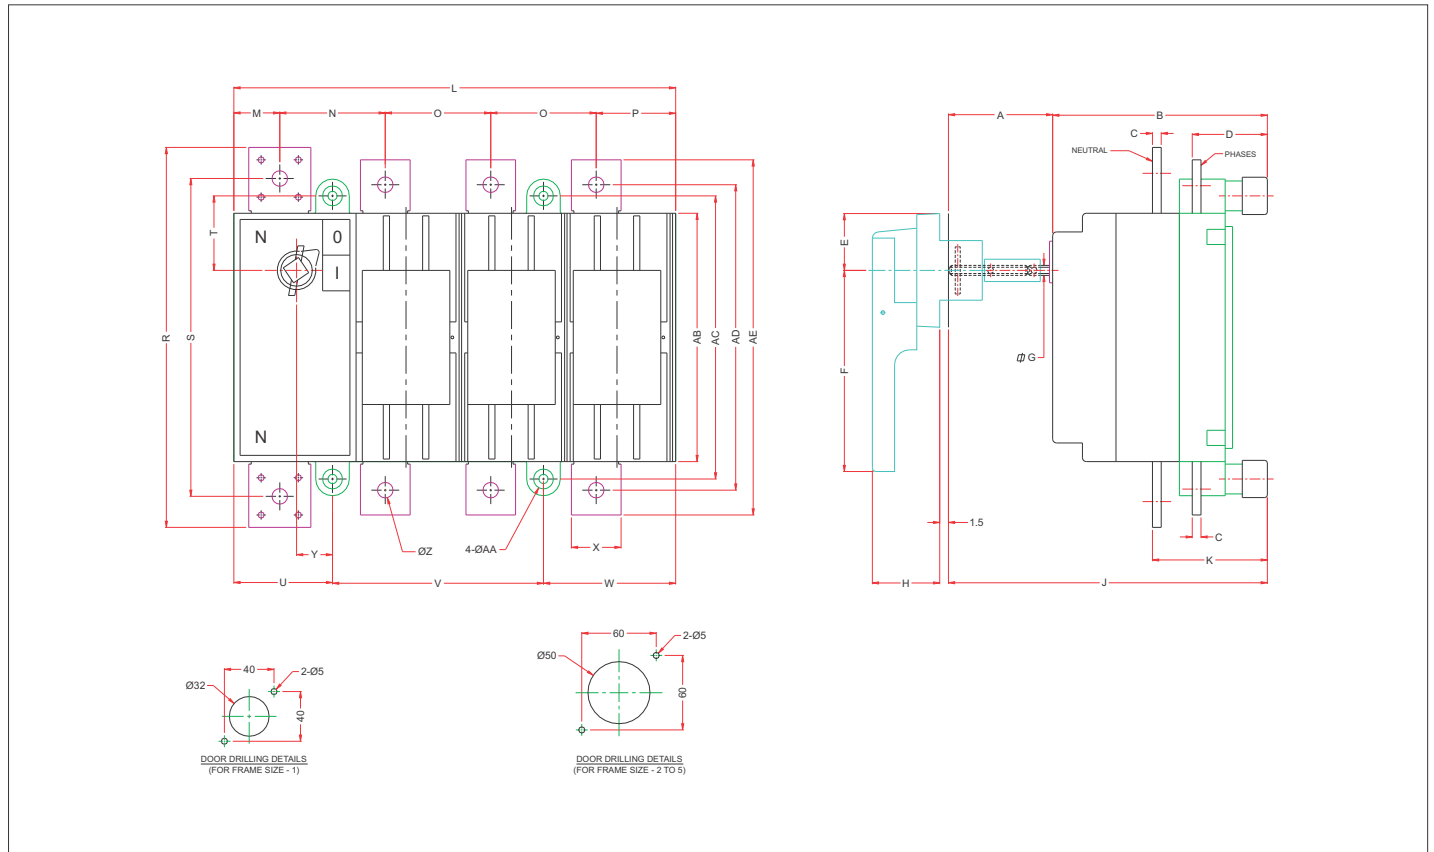 L
M N O O P
A B
C D
NEUTRAL
PHASES
T
N 0
I
E
R
S
AB
AC
AD
AE
F
ΦG
N
1.5
Y
ØZ
4-ØAA
X
C
K
U V W
H J
60
2-Ø5
Ø50
60
40
2-Ø5
Ø32
40
DOOR DRILLING DETAILS
(FOR FRAME SIZE - 1)
DOOR DRILLING DETAILS
(FOR FRAME SIZE - 2 TO 5)